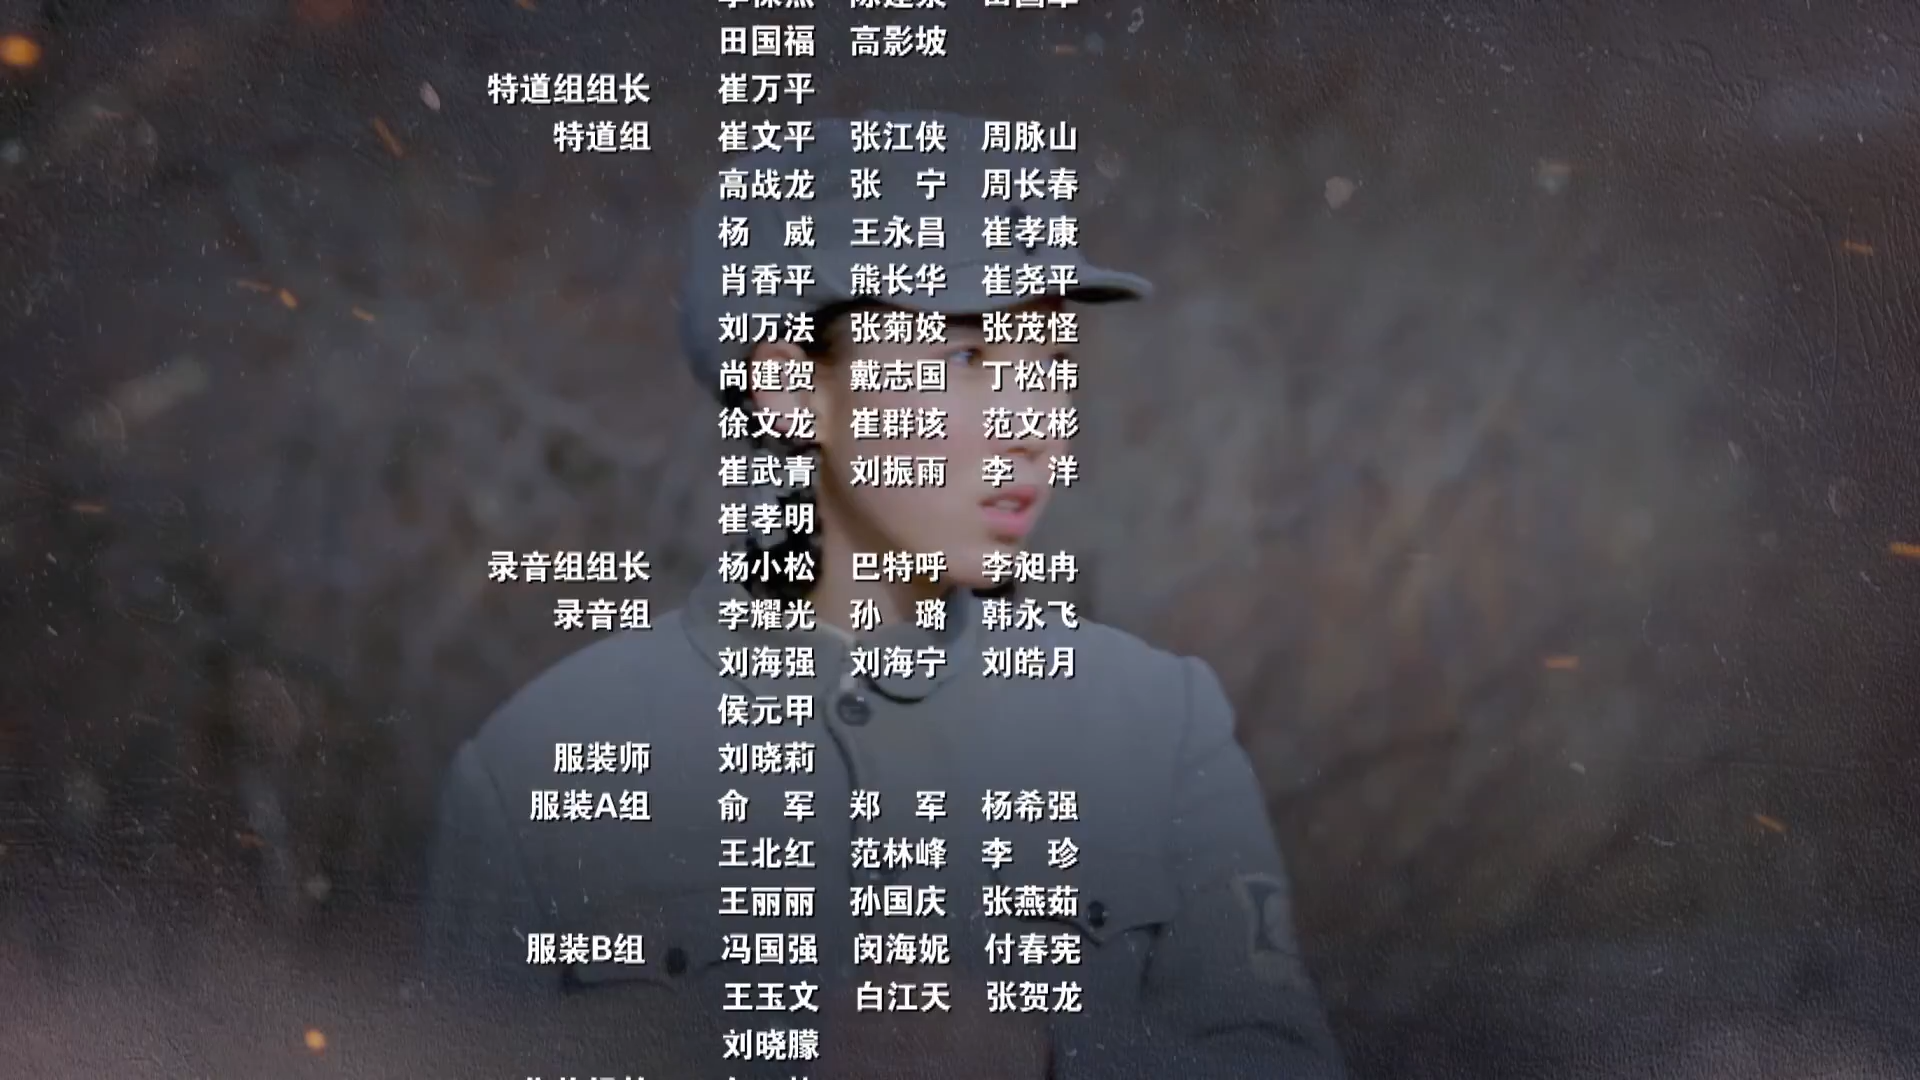 田国福 高影坡
特道组组长 崔万平
特道组 崔文平 张江侠 周脉山
高战龙 张 宁 周长春
杨 威 王永昌 崔孝康
肖香平 熊长华 崔尧平
刘万法 张菊姣 张茂怪
尚建贺 戴志国 丁松伟
徐文龙 崔群该 范文彬
崔武青 刘振雨 李 洋
崔孝明
录音组组长 杨小松 巴特呼 李昶冉
录音组 李耀光 孙 璐 韩永飞
刘海强 刘海宁 刘皓月
侯元甲
服装师 刘晓莉
服装A组 俞 军 郑 军 杨希强
王北红 范林峰 李 珍
王丽丽 孙国庆 张燕茹
服装B组 冯国强 闵海妮 付春宪
王玉文 白江天 张贺龙
刘晓朦